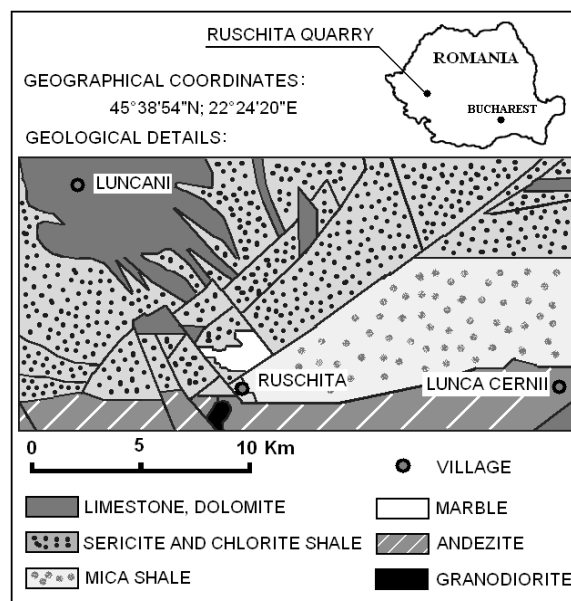 RUSCHITA QUARRY
ROMANIA
BUCHAREST
GEOGRAPHICAL COORDINATES:
45°38'54"N; 22°24'20"E
GEOLOGICAL DETAILS:
LUNCANI
RUSCHITA
LUNCA CERNII
0 5 10 Km
VILLAGE
LIMESTONE, DOLOMITE
MARBLE
SERICITE AND CHLORITE SHALE
ANDEZITE
MICA SHALE
GRANODIORITE